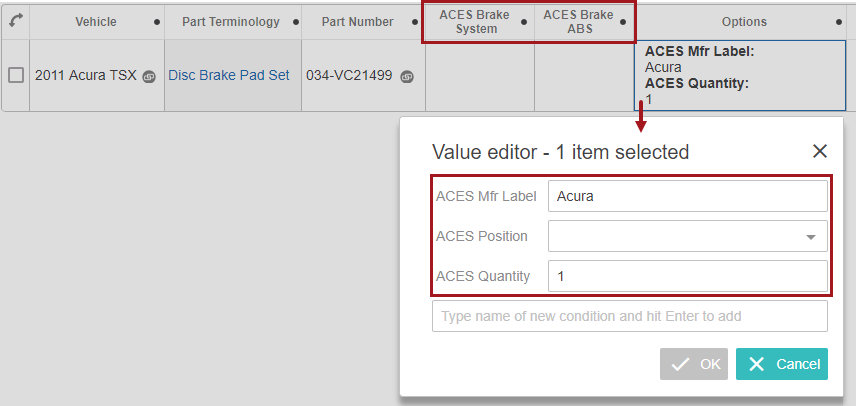 Vehicle
Part Terminology
Part Number
ACES Brake
System
ACES Brake
ABS
Options
2011 Acura TSX
Disc Brake Pad Set
034-VC21499
ACES Mfr Label:
Acura
ACES Quantity:
1
Value editor - 1 item selected
ACES Mfr Label
Acura
ACES Position
ACES Quantity
1
Type name of new condition and hit Enter to add
OK
Cancel